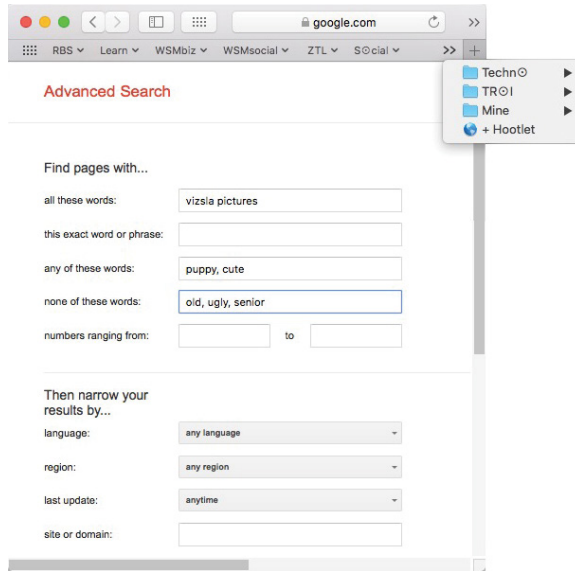 google.com
>>
RBS Learn WSMbiz WSMsocial ZTL S⊙cial >> +
Techn⊙
TR⊙I
Mine
+ Hootlet
Advanced Search
Find pages with...
all these words: vizsla pictures
this exact word or phrase:
any of these words: puppy, cute
none of these words: old, ugly, senior
numbers ranging from: to
Then narrow your
results by...
language: any language
region: any region
last update: anytime
site or domain: